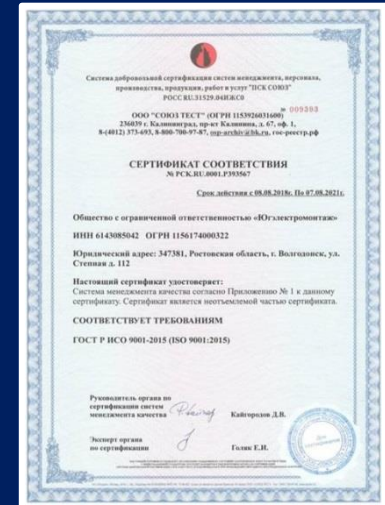 Система добровольной сертификации систем менеджмента, персонала,
производства, продукции, работ и услуг "ПСК СОЮЗ"
РОСС RU.31529.04ИЖС0
№ 009393
ООО "СОЮЗ ТЕСТ" (ОГРН 1153926031600)
236039 г. Калининград, пр-кт Калинина, д. 67, оф. 1,
8-(4012) 373-693, 8-800-700-97-87, osp-archiv@bk.ru, гос-реестр.рф
СЕРТИФИКАТ СООТВЕТСТВИЯ
№ РСК.RU.0001.Р393567
Срок действия с 08.08.2018г. По 07.08.2021г.
Общество с ограниченной ответственностью «Югэлектромонтаж»
ИНН 6143085042 ОГРН 1156174000322
Юридический адрес: 347381, Ростовская область, г. Волгодонск, ул.
Степная д. 112
Настоящий сертификат удостоверяет:
Система менеджмента качества согласно Приложению № 1 к данному
сертификату. Сертификат является неотъемлемой частью сертификата.
СООТВЕТСТВУЕТ ТРЕБОВАНИЯМ
ГОСТ Р ИСО 9001-2015 (ISO 9001:2015)
Руководитель органа по
сертификации систем
менеджмента качества
Кайгородов Д.В.
Эксперт органа
по сертификации
Голяк Е.И.
Для сертификатов